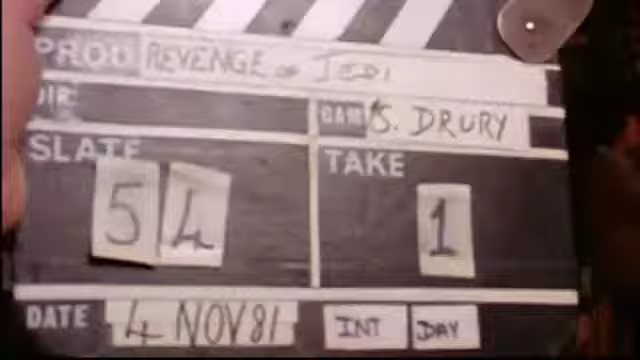 PROD REVENGE OF JEDI
DIR
CAM S. DRURY
SLATE 54
TAKE 1
DATE 4 NOV 81 INT DAY